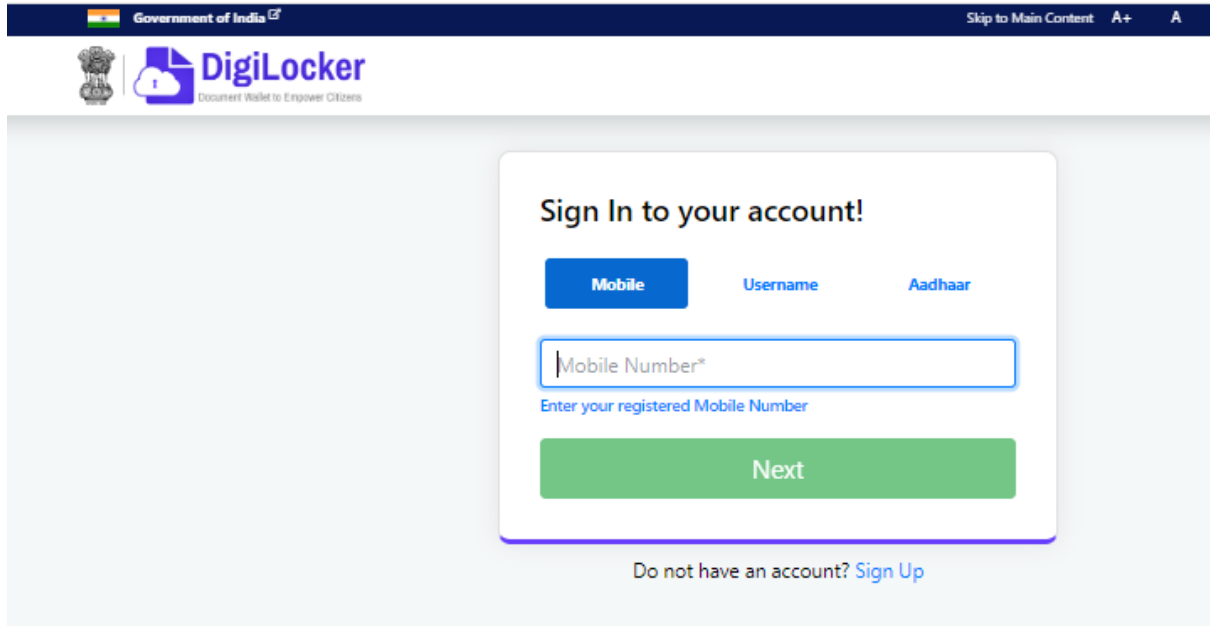 Government of India
Skip to Main Content A+ A
DigiLocker
Document Wallet to Empower Citizens
Sign In to your account!
Mobile Username Aadhaar
Mobile Number*
Enter your registered Mobile Number
Next
Do not have an account? Sign Up